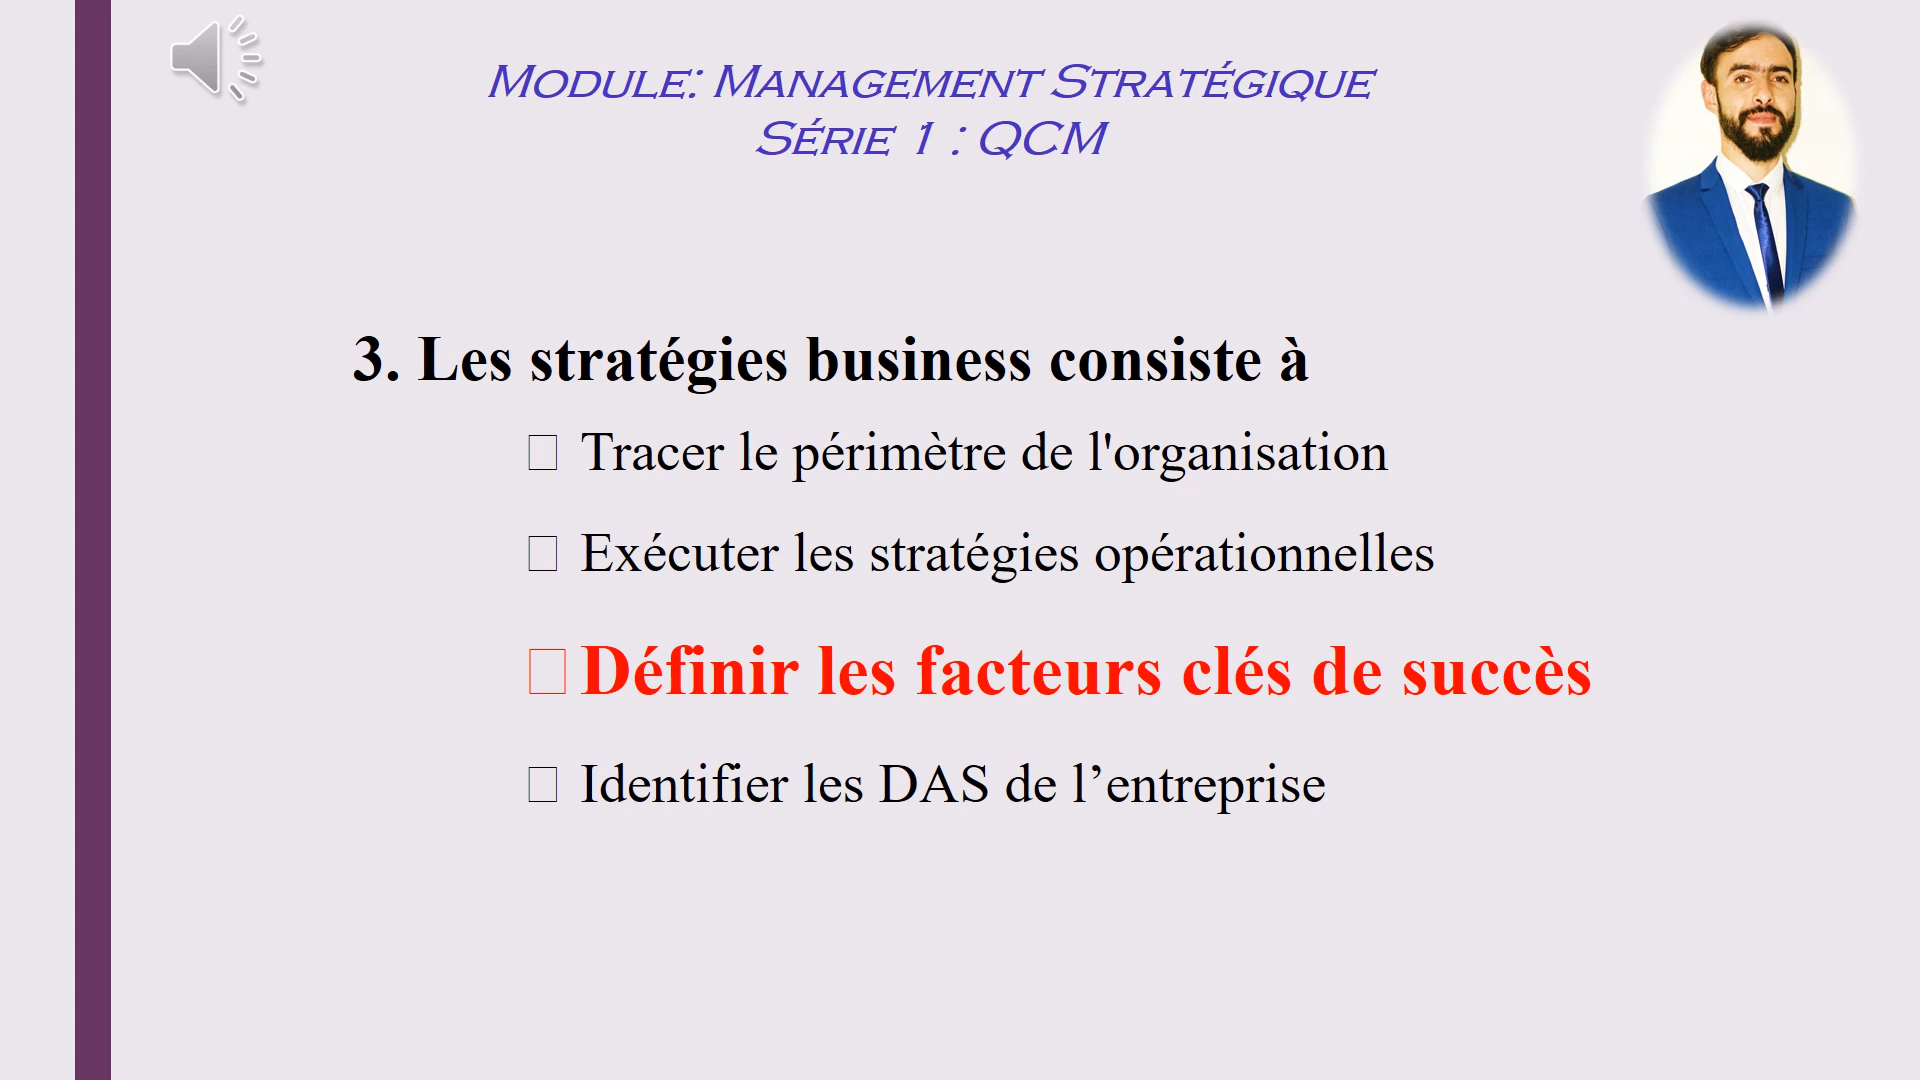 Module: Management Stratégique
Série 1 : QCM
3. Les stratégies business consiste à
□ Tracer le périmètre de l'organisation
□ Exécuter les stratégies opérationnelles
□ Définir les facteurs clés de succès
□ Identifier les DAS de l’entreprise